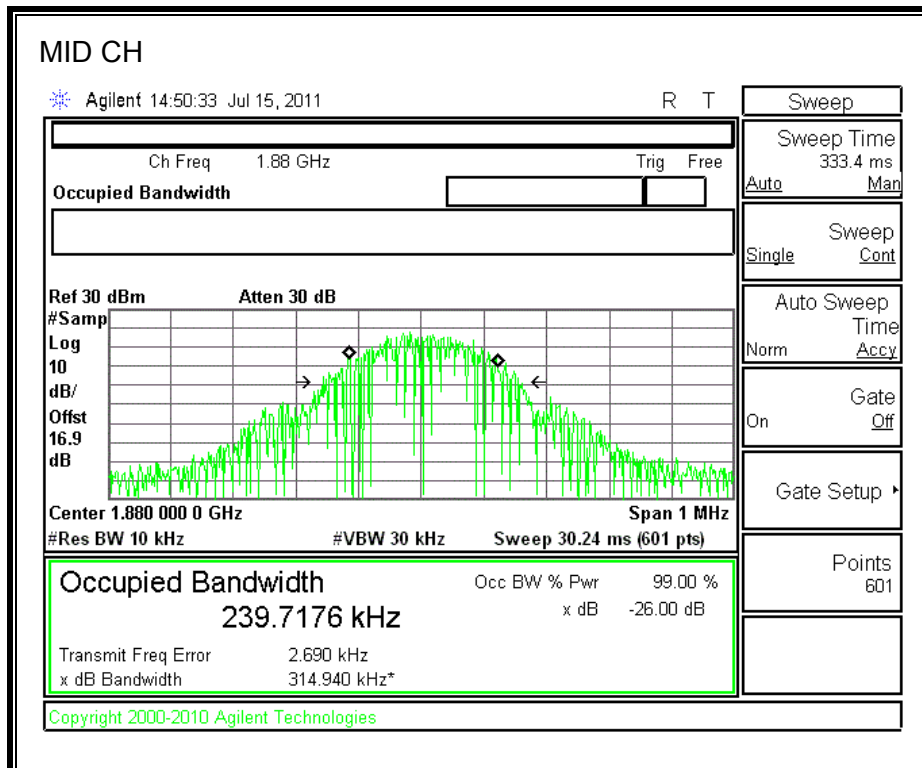 MID CH
Agilent 14:50:33 Jul 15, 2011 R T
Ch Freq 1.88 GHz Trig Free
Occupied Bandwidth
Ref 30 dBm Atten 30 dB
#Samp
Log
10
dB/
Offst
16.9
dB
Center 1.880 000 0 GHz Span 1 MHz
#Res BW 10 kHz #VBW 30 kHz Sweep 30.24 ms (601 pts)
Occupied Bandwidth
239.7176 kHz
Occ BW % Pwr 99.00 %
x dB -26.00 dB
Transmit Freq Error 2.690 kHz
x dB Bandwidth 314.940 kHz*
Copyright 2000-2010 Agilent Technologies
Sweep
Sweep Time
333.4 ms
Auto Man
Sweep
Single Cont
Auto Sweep
Time
Norm Accy
Gate
On Off
Gate Setup
Points
601